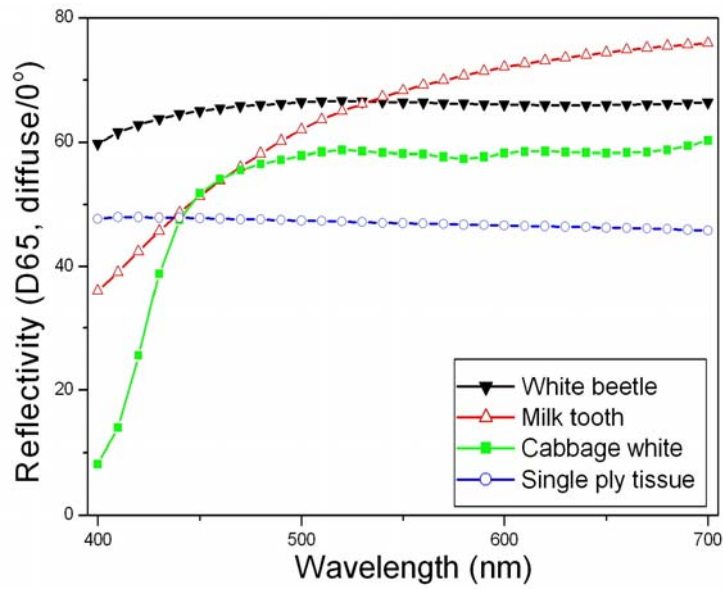 80
60
40
20
0
400
500
600
700
Reflectivity (D65, diffuse/0°)
Wavelength (nm)
White beetle
Milk tooth
Cabbage white
Single ply tissue